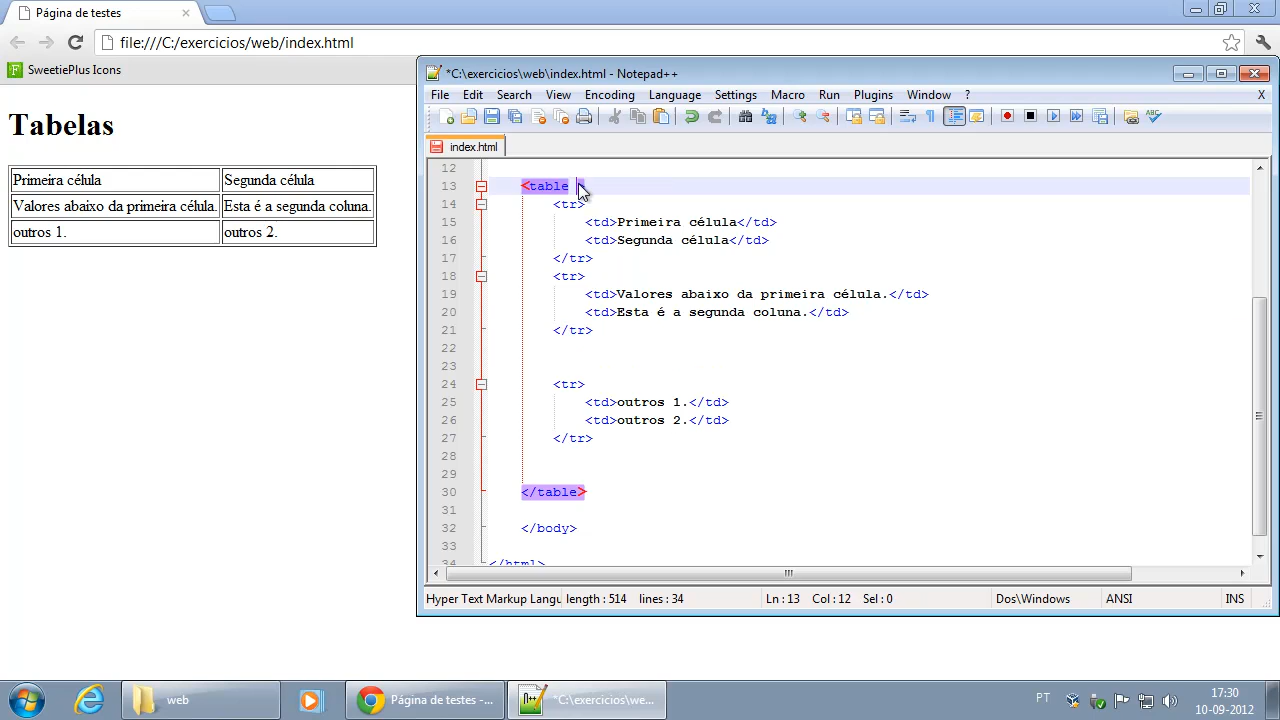 Página de testes
file:///C:/exercicios/web/index.html
SweetiePlus Icons
Tabelas
Primeira célula Segunda célula
Valores abaixo da primeira célula. Esta é a segunda coluna.
outros 1. outros 2.
*C:\exercicios\web\index.html - Notepad++
File Edit Search View Encoding Language Settings Macro Run Plugins Window ? X
index.html
12
13 <table >
14 <tr>
15 <td>Primeira célula</td>
16 <td>Segunda célula</td>
17 </tr>
18 <tr>
19 <td>Valores abaixo da primeira célula.</td>
20 <td>Esta é a segunda coluna.</td>
21 </tr>
22
23
24 <tr>
25 <td>outros 1.</td>
26 <td>outros 2.</td>
27 </tr>
28
29
30 </table>
31
32 </body>
33
34 </html>
Hyper Text Markup Langu length : 514 lines : 34 Ln : 13 Col : 12 Sel : 0 Dos\Windows ANSI INS
web Página de testes -... *C:\exercicios\we... PT 17:30
10-09-2012